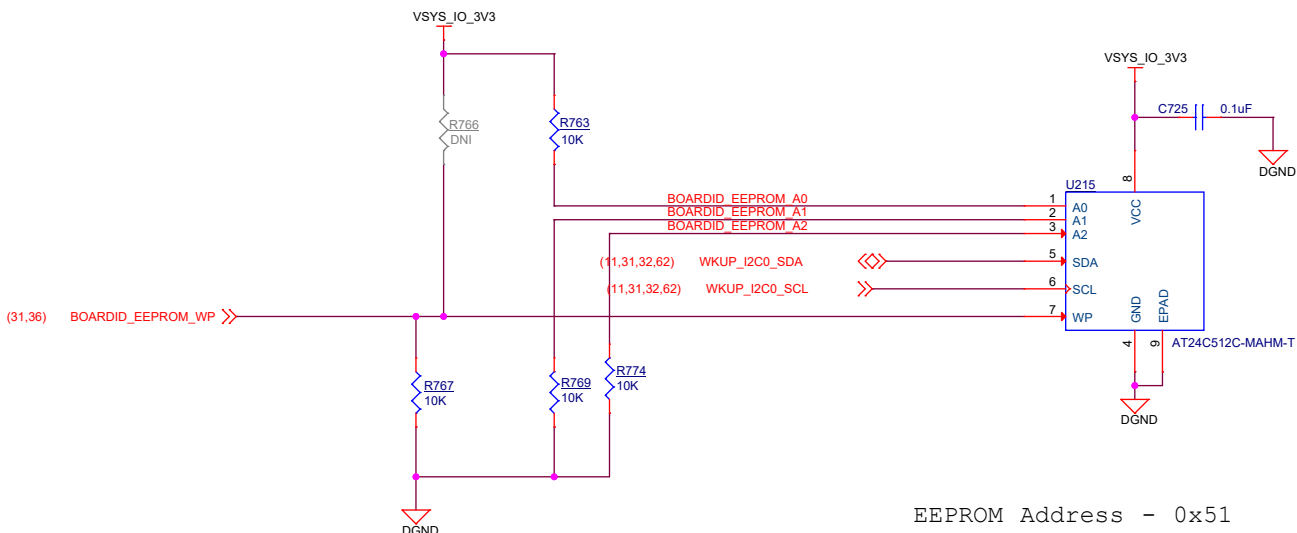 VSYS_IO_3V3
VSYS_IO_3V3
C725 0.1uF
DGND
R766
DNI
R763
10K
U215
8
VCC
BOARDID_EEPROM_A0 1 A0
BOARDID_EEPROM_A1 2 A1
BOARDID_EEPROM_A2 3 A2
(11,31,32,62) WKUP_I2C0_SDA 5 SDA
(11,31,32,62) WKUP_I2C0_SCL 6 SCL
(31,36) BOARDID_EEPROM_WP 7 WP
GND
EPAD
4
9
AT24C512C-MAHM-T
DGND
R767
10K
R769
10K
R774
10K
DGND
EEPROM Address - 0x51